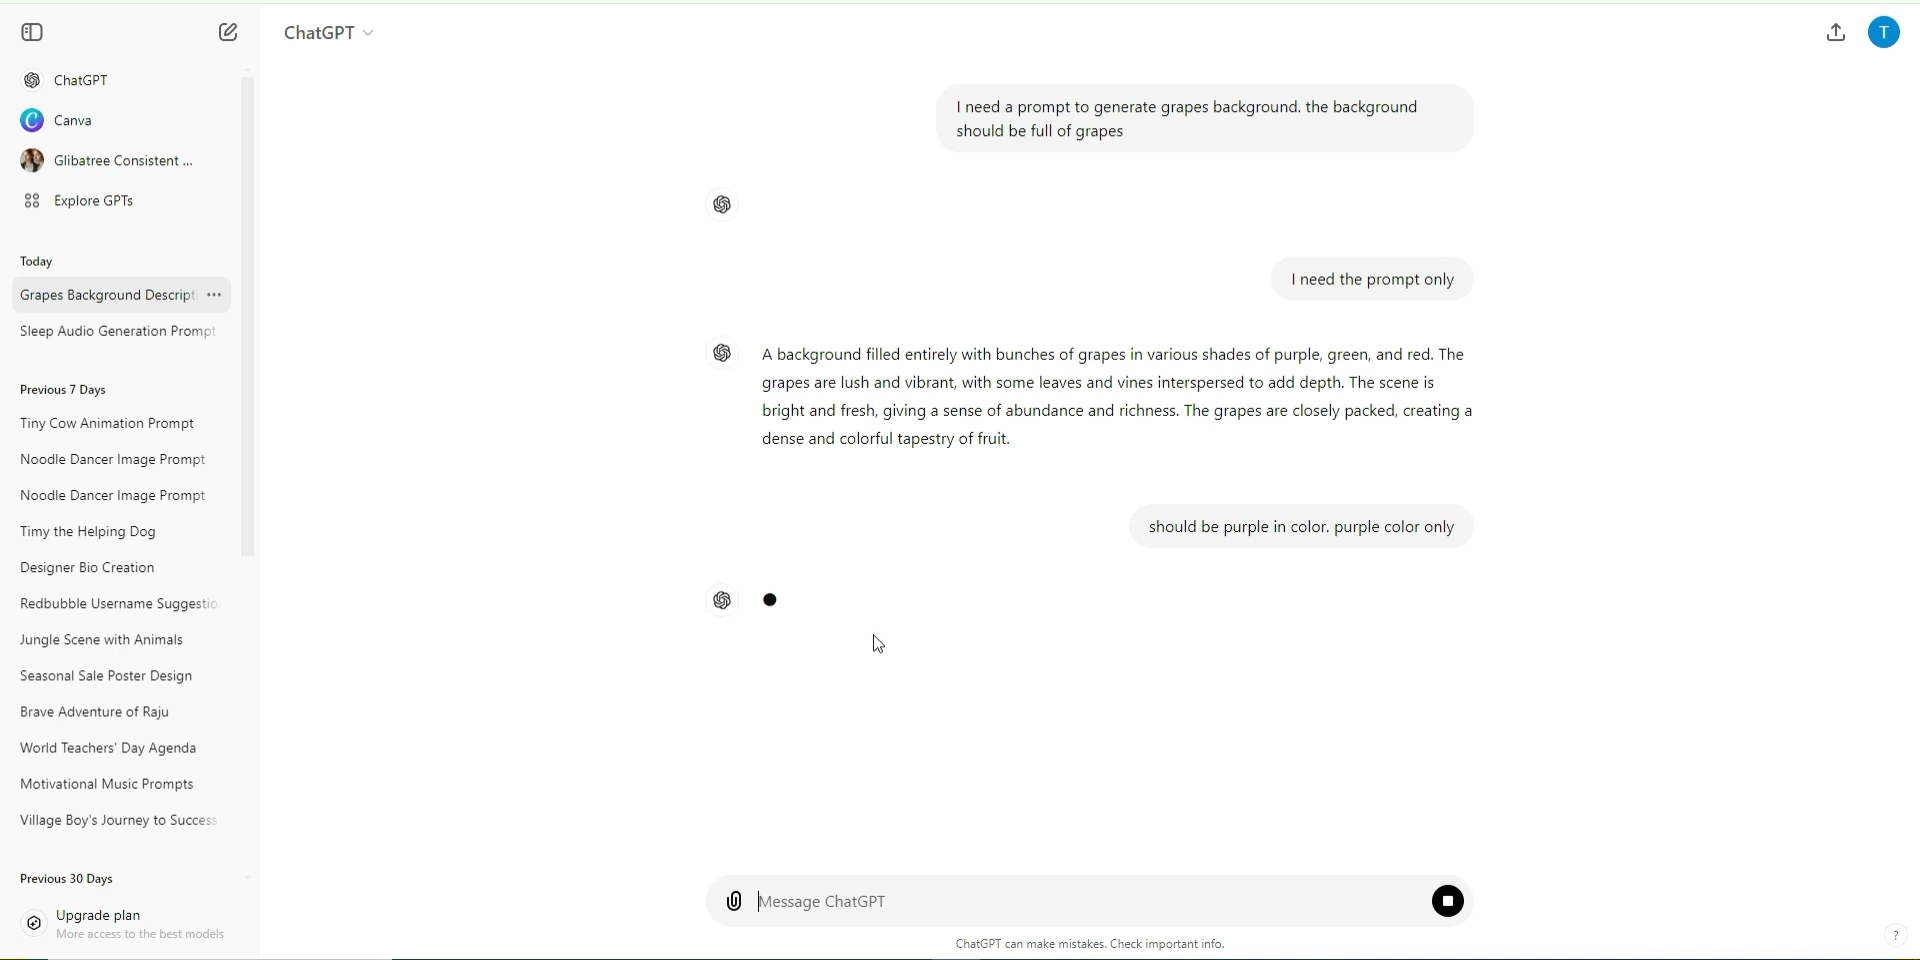 ChatGPT
T
ChatGPT
Canva
Glibatree Consistent ...
Explore GPTs
Today
Grapes Background Descripti
Sleep Audio Generation Prompt
Previous 7 Days
Tiny Cow Animation Prompt
Noodle Dancer Image Prompt
Noodle Dancer Image Prompt
Timy the Helping Dog
Designer Bio Creation
Redbubble Username Suggestio
Jungle Scene with Animals
Seasonal Sale Poster Design
Brave Adventure of Raju
World Teachers' Day Agenda
Motivational Music Prompts
Village Boy's Journey to Success
Previous 30 Days
Upgrade plan
More access to the best models
I need a prompt to generate grapes background. the background
should be full of grapes
I need the prompt only
A background filled entirely with bunches of grapes in various shades of purple, green, and red. The
grapes are lush and vibrant, with some leaves and vines interspersed to add depth. The scene is
bright and fresh, giving a sense of abundance and richness. The grapes are closely packed, creating a
dense and colorful tapestry of fruit.
should be purple in color. purple color only
Message ChatGPT
ChatGPT can make mistakes. Check important info.
?